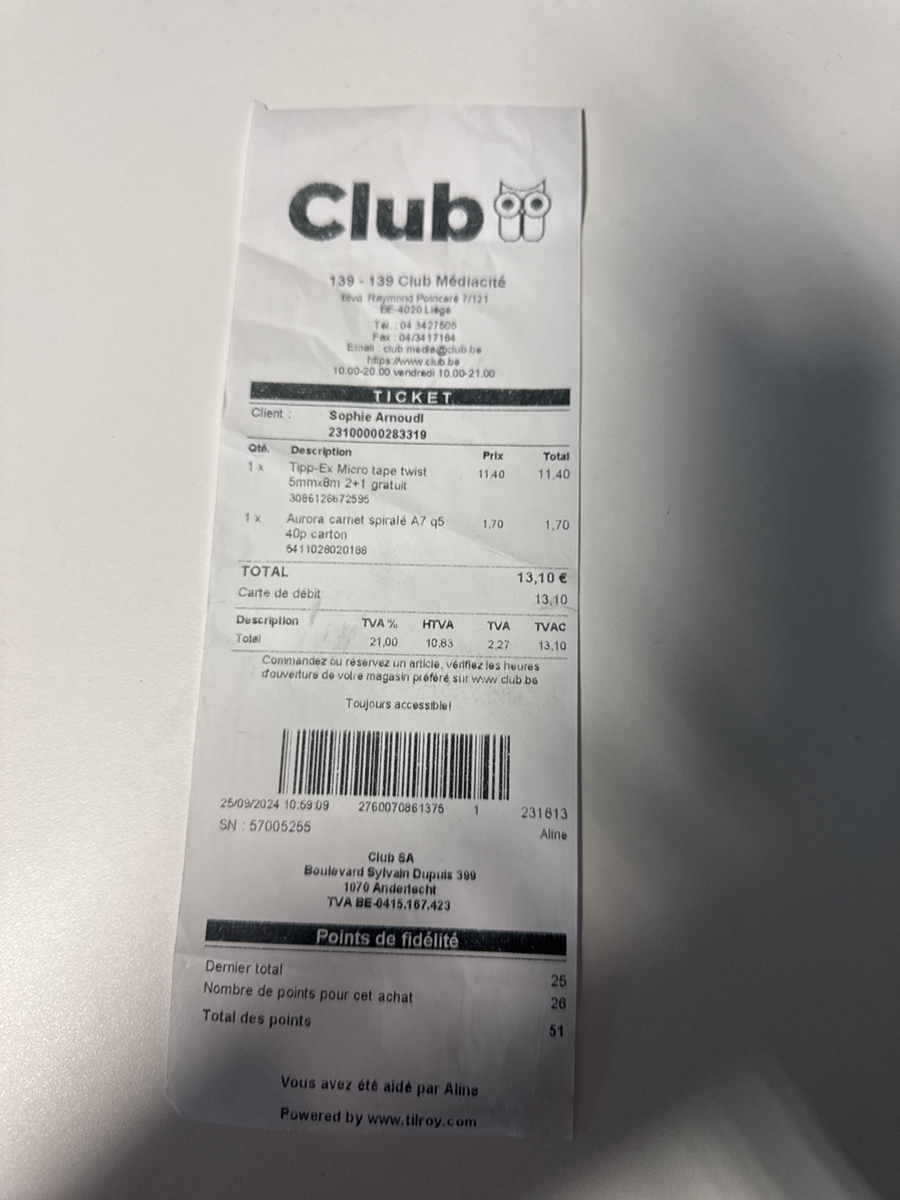 Club
139 - 139 Club Médiacité
Blvd. Raymond Poincaré 7/121
BE-4020 Liège
Tél. : 04 3427605
Fax : 04/3417184
Email : club.medie@club.be
https://www.club.be
10.00-20.00 vendredi 10.00-21.00
TICKET
Client : Sophie Arnoudl
23100000283319
Qté. Description Prix Total
1 x Tipp-Ex Micro tape twist 11,40 11,40
5mmx8m 2+1 gratuit
3086126672595
1 x Aurora carnet spiralé A7 q5 1,70 1,70
40p carton
5411028020188
TOTAL 13,10 €
Carte de débit 13,10
Description TVA % HTVA TVA TVAC
Total 21,00 10,83 2,27 13,10
Commandez ou réservez un article, vérifiez les heures
d'ouverture de votre magasin préféré sur www.club.be
Toujours accessible!
25/09/2024 10:59:09 2760070861375 1 231613
SN : 57005255 Aline
Club SA
Boulevard Sylvain Dupuis 399
1070 Anderlecht
TVA BE-0415.167.423
Points de fidélité
Dernier total 25
Nombre de points pour cet achat 26
Total des points 51
Vous avez été aidé par Aline
Powered by www.tilroy.com